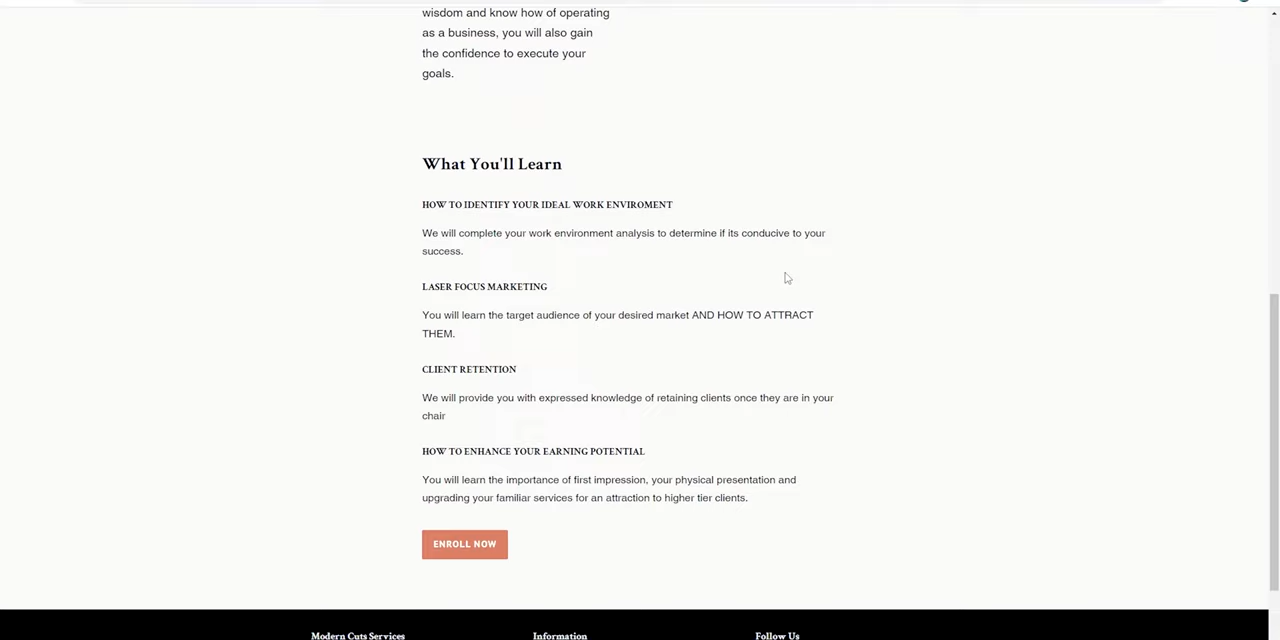 wisdom and know how of operating
as a business, you will also gain
the confidence to execute your
goals.
What You'll Learn
HOW TO IDENTIFY YOUR IDEAL WORK ENVIROMENT
We will complete your work environment analysis to determine if its conducive to your
success.
LASER FOCUS MARKETING
You will learn the target audience of your desired market AND HOW TO ATTRACT
THEM.
CLIENT RETENTION
We will provide you with expressed knowledge of retaining clients once they are in your
chair
HOW TO ENHANCE YOUR EARNING POTENTIAL
You will learn the importance of first impression, your physical presentation and
upgrading your familiar services for an attraction to higher tier clients.
ENROLL NOW
Modern Cuts Services
Information
Follow Us